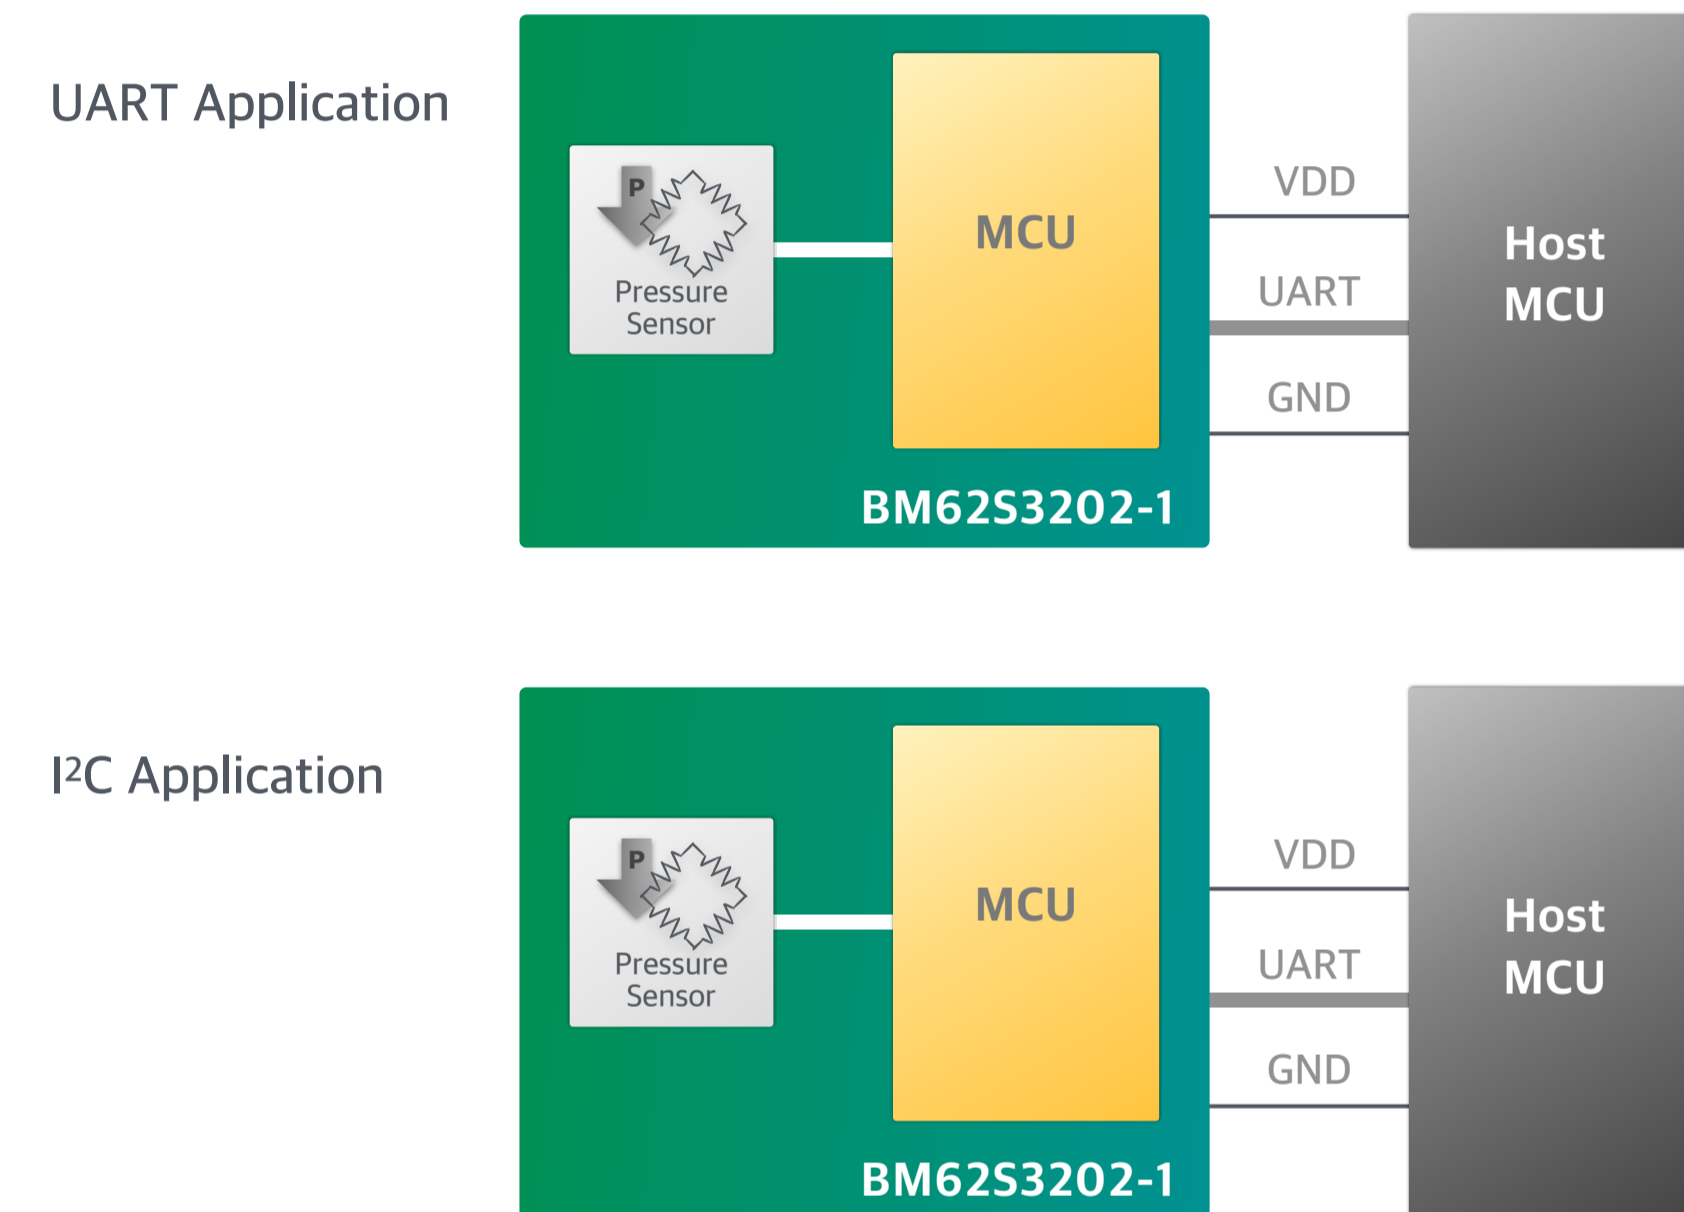 UART Application
P
Pressure
Sensor
MCU
BM62S3202-1
VDD
UART
GND
Host
MCU
I²C Application
P
Pressure
Sensor
MCU
BM62S3202-1
VDD
UART
GND
Host
MCU